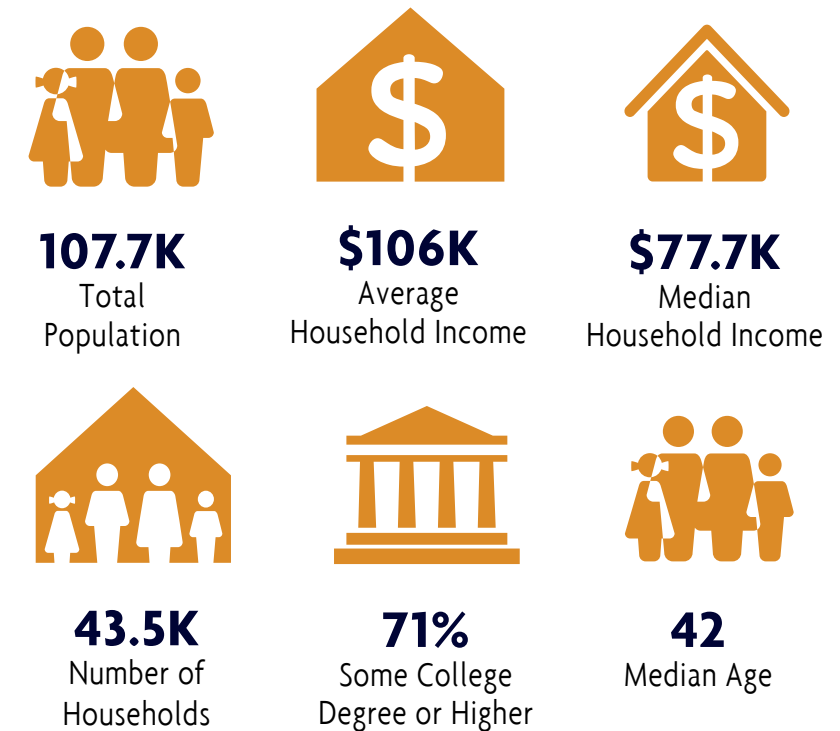 107.7K
Total
Population
$106K
Average
Household Income
$77.7K
Median
Household Income
43.5K
Number of
Households
71%
Some College
Degree or Higher
42
Median Age